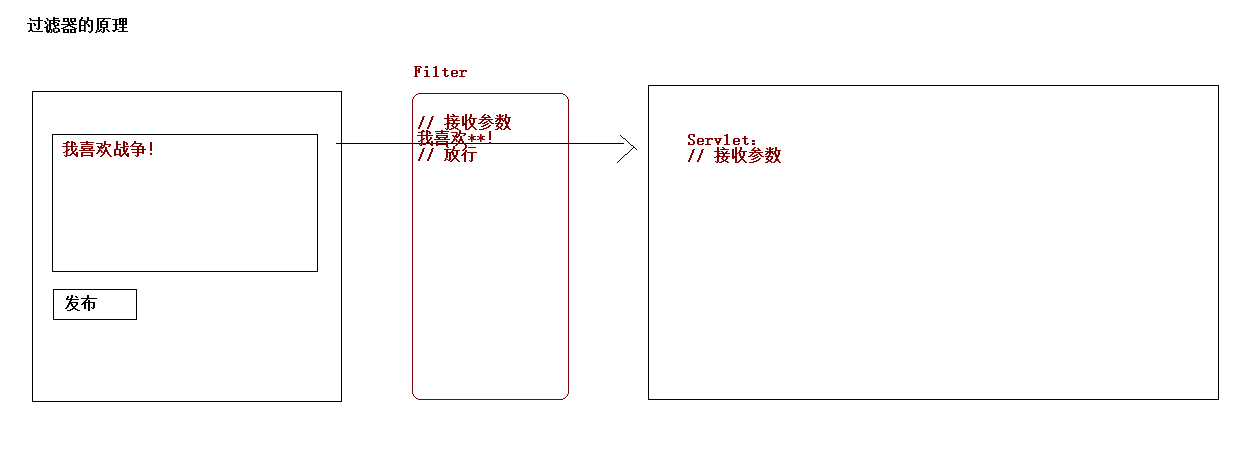 过滤器的原理
Filter
我喜欢战争!
发布
// 接收参数
我喜欢**!
// 放行
Servlet:
// 接收参数